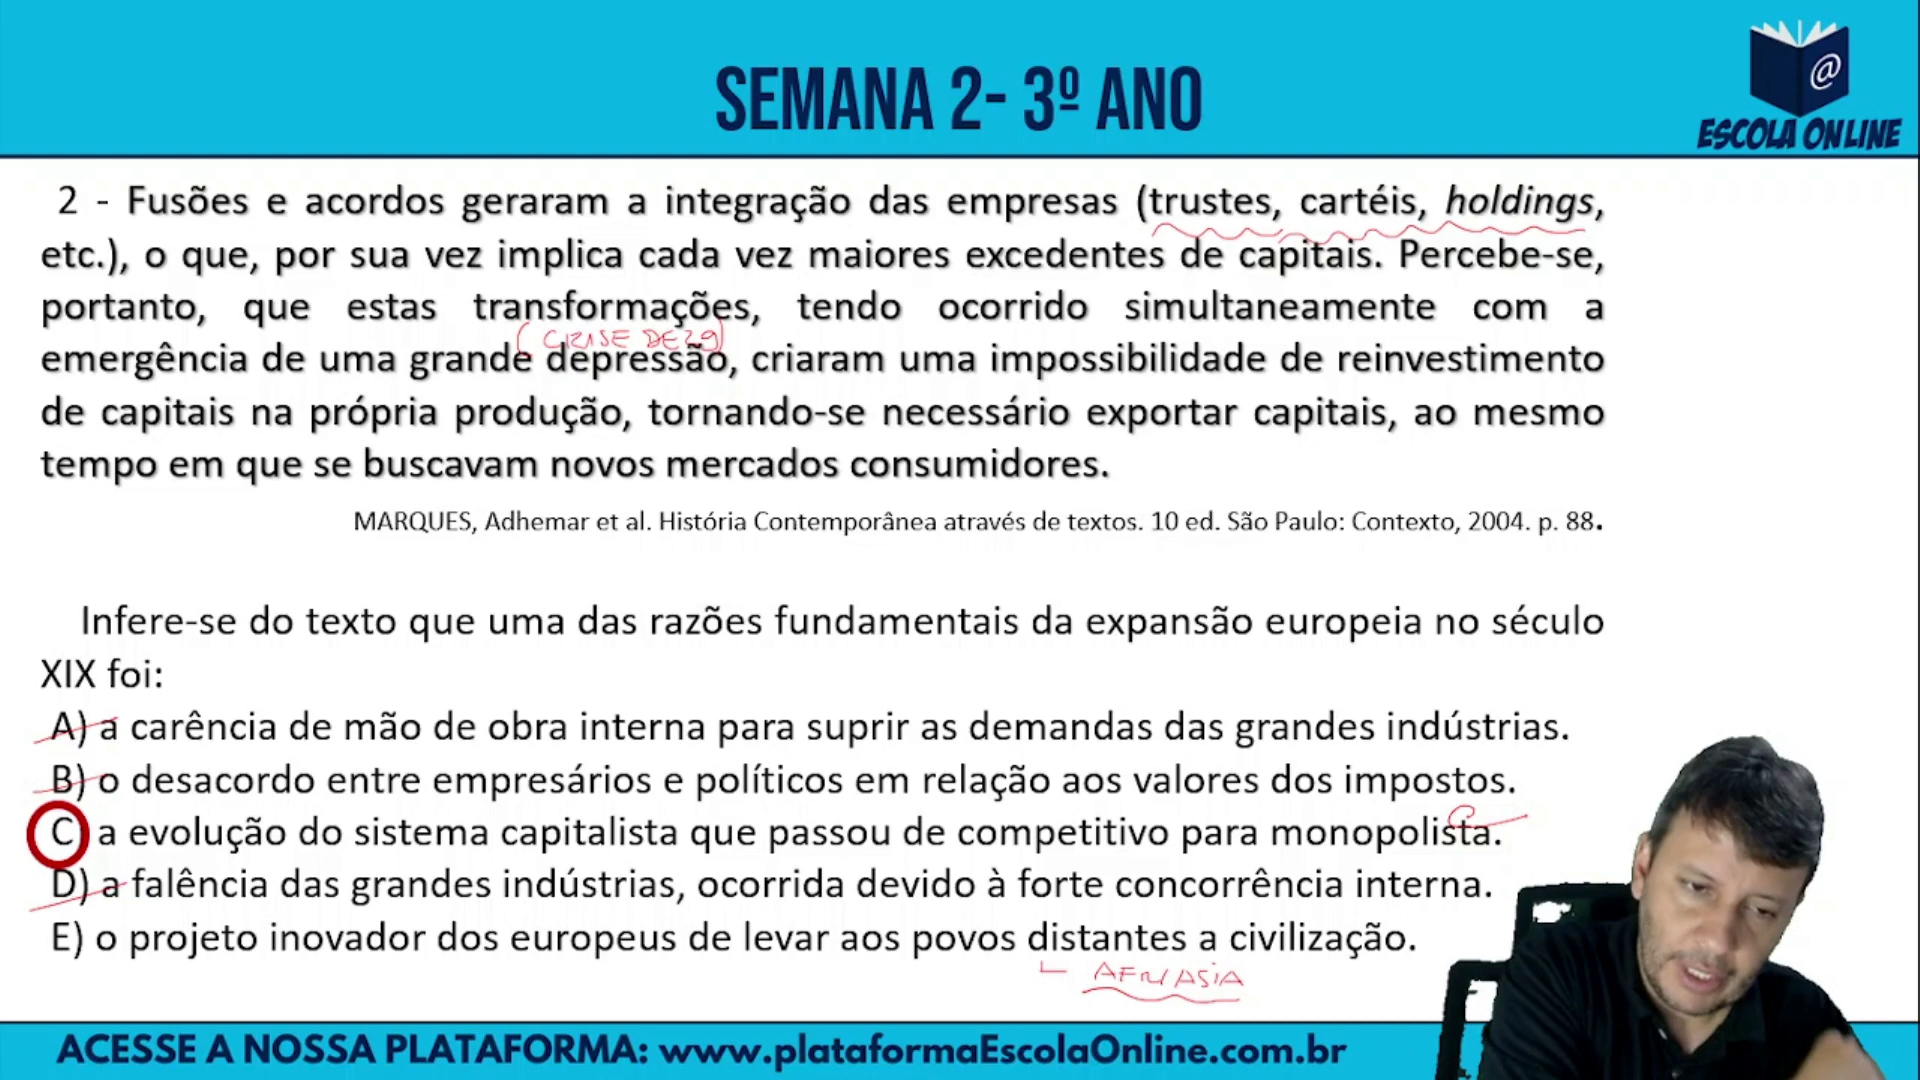 SEMANA 2- 3º ANO
@
ESCOLA ONLINE
2 - Fusões e acordos geraram a integração das empresas (trustes, cartéis, holdings,
etc.), o que, por sua vez implica cada vez maiores excedentes de capitais. Percebe-se,
portanto, que estas transformações, tendo ocorrido simultaneamente com a
(CRISE DE 29)
emergência de uma grande depressão, criaram uma impossibilidade de reinvestimento
de capitais na própria produção, tornando-se necessário exportar capitais, ao mesmo
tempo em que se buscavam novos mercados consumidores.
MARQUES, Adhemar et al. História Contemporânea através de textos. 10 ed. São Paulo: Contexto, 2004. p. 88.
Infere-se do texto que uma das razões fundamentais da expansão europeia no século
XIX foi:
A) a carência de mão de obra interna para suprir as demandas das grandes indústrias.
B) o desacordo entre empresários e políticos em relação aos valores dos impostos.
C) a evolução do sistema capitalista que passou de competitivo para monopolista.
D) a falência das grandes indústrias, ocorrida devido à forte concorrência interna.
E) o projeto inovador dos europeus de levar aos povos distantes a civilização.
ASIA
ACESSE A NOSSA PLATAFORMA: www.plataformaEscolaOnline.com.br